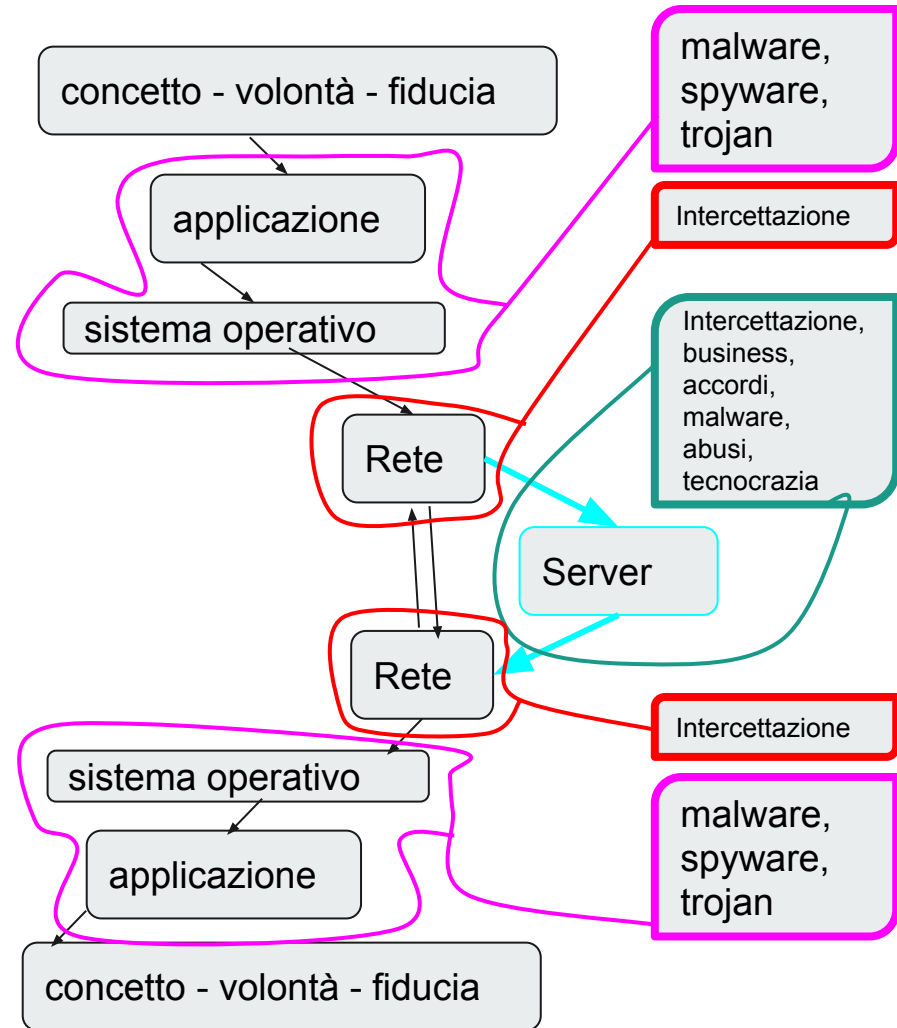 concetto - volontà - fiducia
malware,
spyware,
trojan
applicazione
Intercettazione
sistema operativo
Intercettazione,
business,
accordi,
malware,
abusi,
tecnocrazia
Rete
Server
Rete
Intercettazione
sistema operativo
malware,
spyware,
trojan
applicazione
concetto - volontà - fiducia